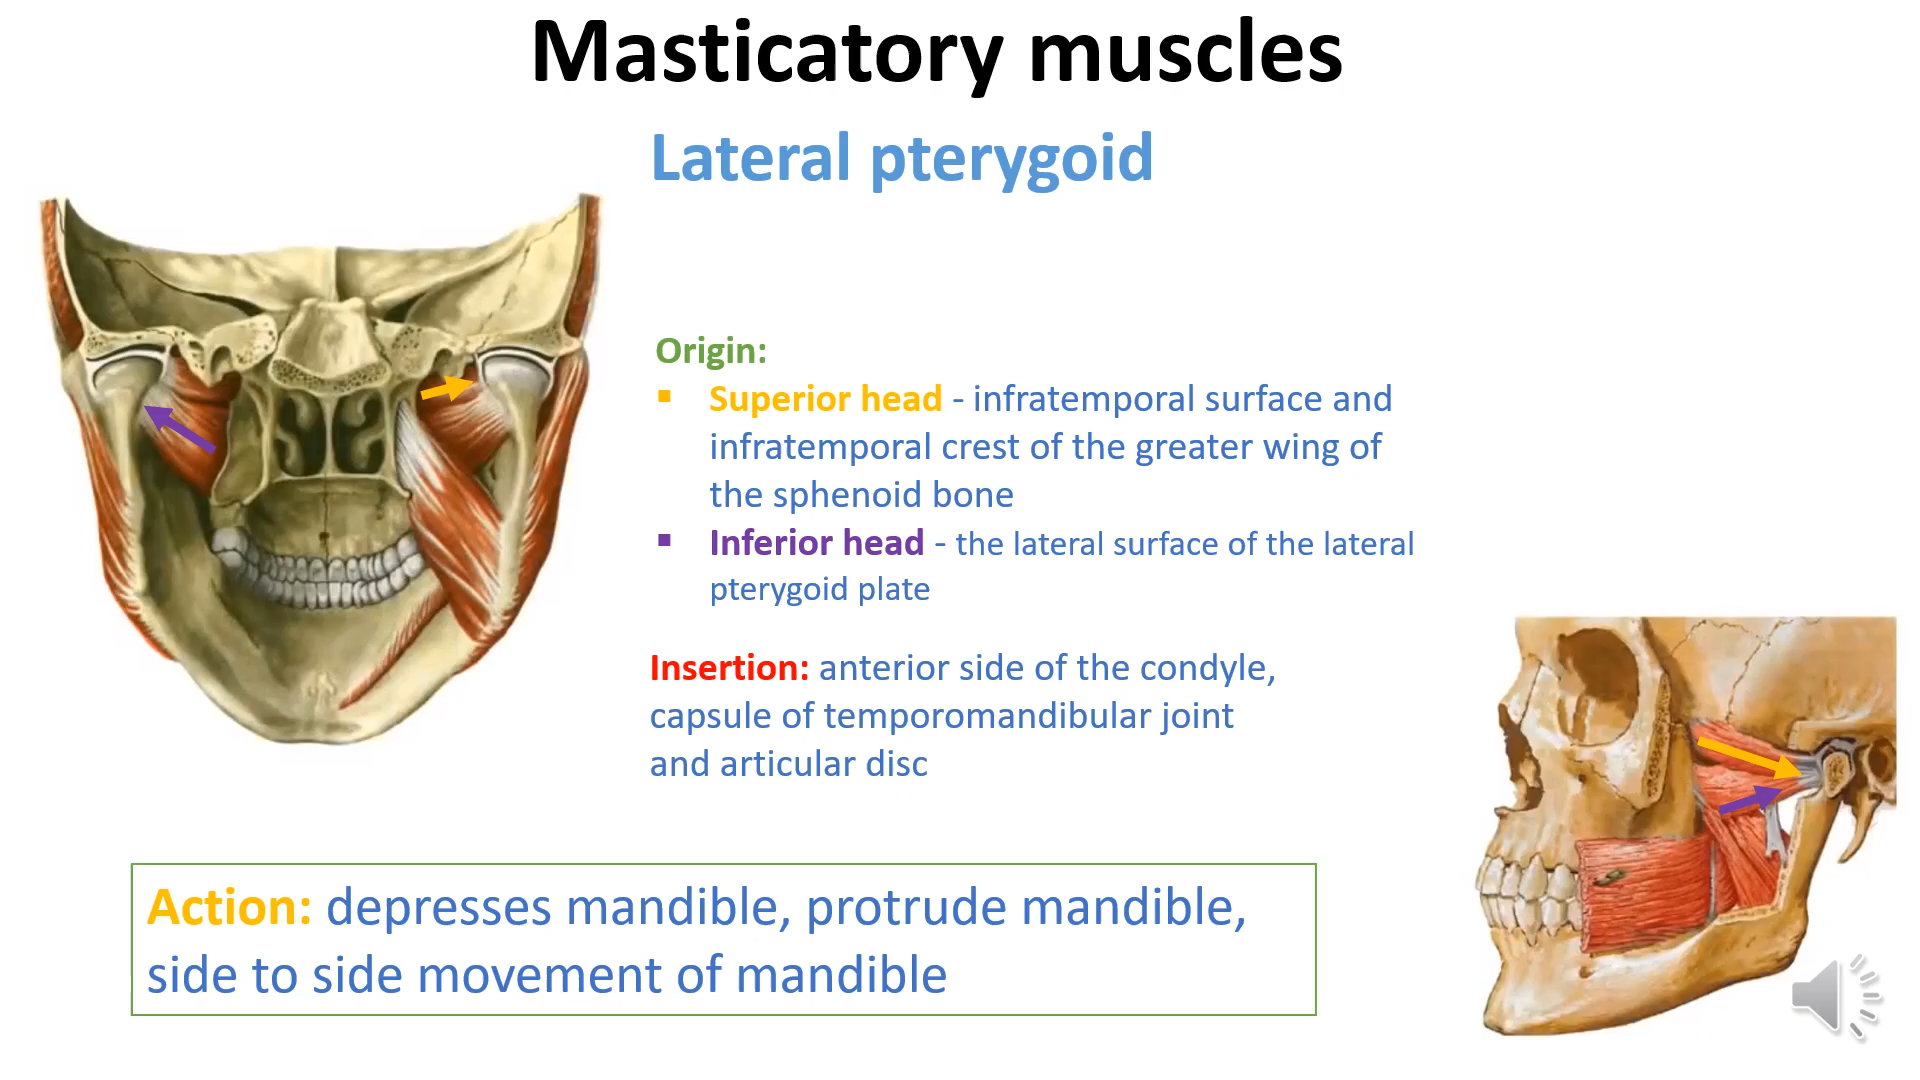 Masticatory muscles
Lateral pterygoid
Origin:
▪ Superior head - infratemporal surface and
infratemporal crest of the greater wing of
the sphenoid bone
▪ Inferior head - the lateral surface of the lateral
pterygoid plate
Insertion: anterior side of the condyle,
capsule of temporomandibular joint
and articular disc
Action: depresses mandible, protrude mandible,
side to side movement of mandible